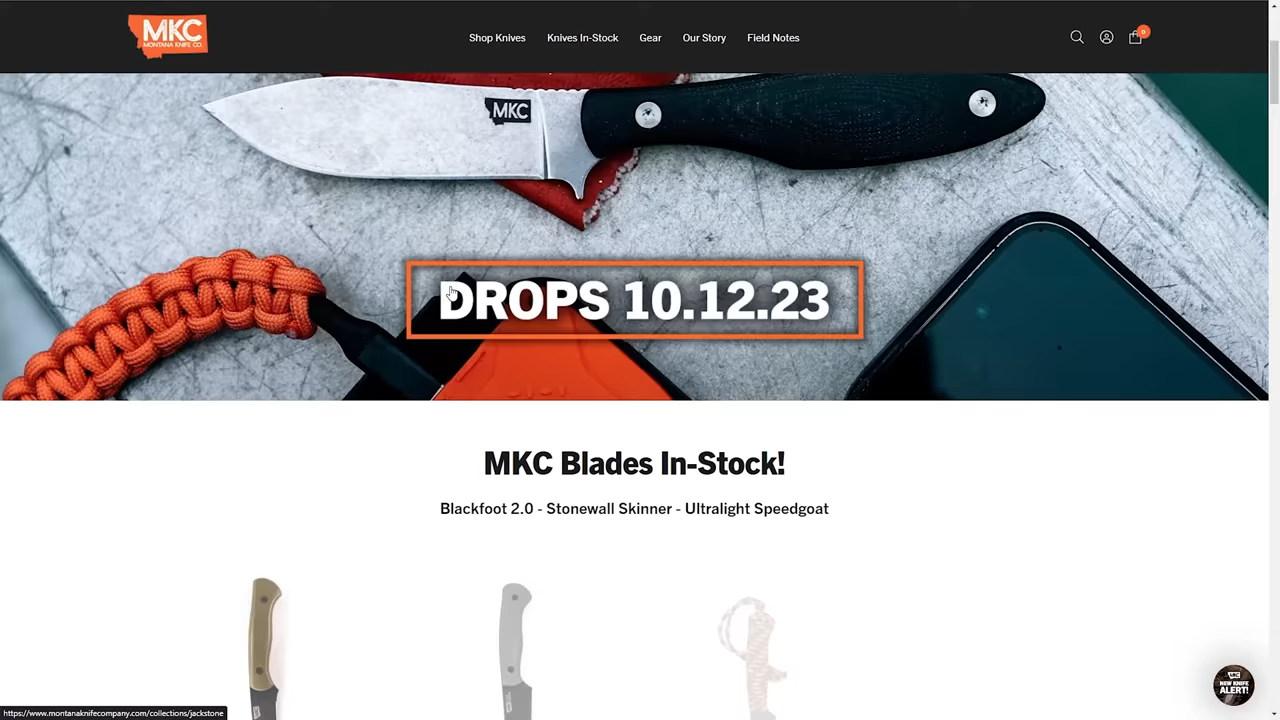 MKC
MONTANA KNIFE CO.
Shop Knives
Knives In-Stock
Gear
Our Story
Field Notes
0
MKC
DROPS 10.12.23
MKC Blades In-Stock!
Blackfoot 2.0 - Stonewall Skinner - Ultralight Speedgoat
MKC
NEW KNIFE
ALERT!
https://www.montanaknifecompany.com/collections/jackstone